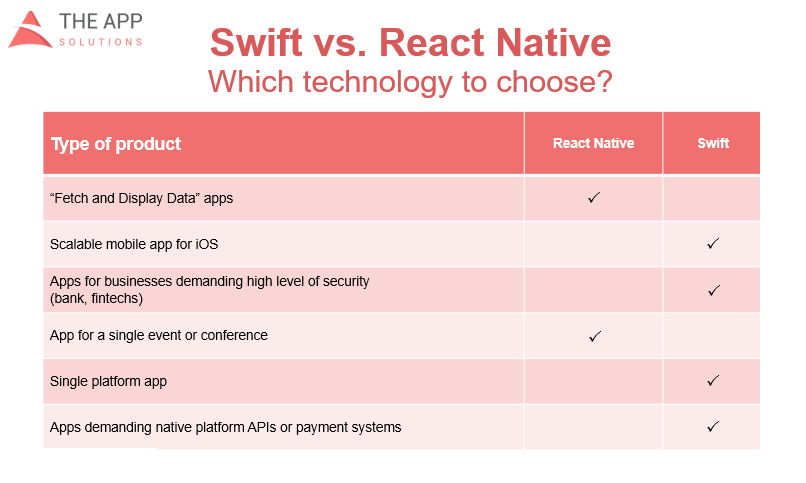 THE APP
SOLUTIONS
Swift vs. React Native
Which technology to choose?
Type of product React Native Swift
“Fetch and Display Data” apps ✓
Scalable mobile app for iOS ✓
Apps for businesses demanding high level of security
(bank, fintechs) ✓
App for a single event or conference ✓
Single platform app ✓
Apps demanding native platform APIs or payment systems ✓